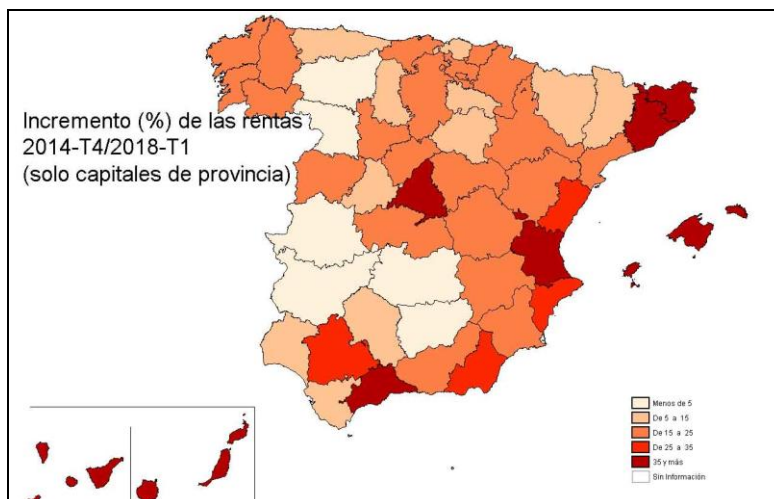 Incremento (%) de las rentas
2014-T4/2018-T1
(solo capitales de provincia)
Menos de 5
De 5 a 15
De 15 a 25
De 25 a 35
35 y más
Sin Información